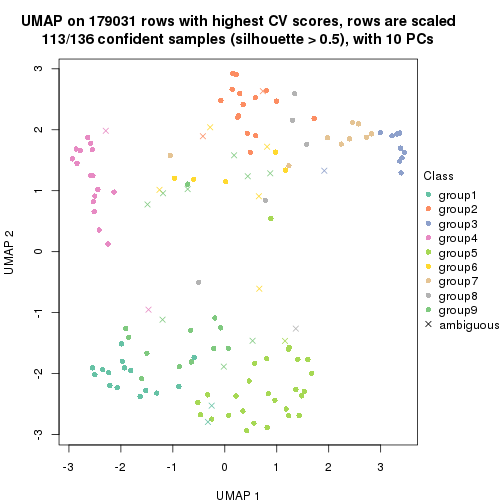 UMAP on 179031 rows with highest CV scores, rows are scaled
113/136 confident samples (silhouette > 0.5), with 10 PCs
3
2
1
0
-1
-2
-3
UMAP 2
-3 -2 -1 0 1 2 3
UMAP 1
Class
group1
group2
group3
group4
group5
group6
group7
group8
group9
ambiguous